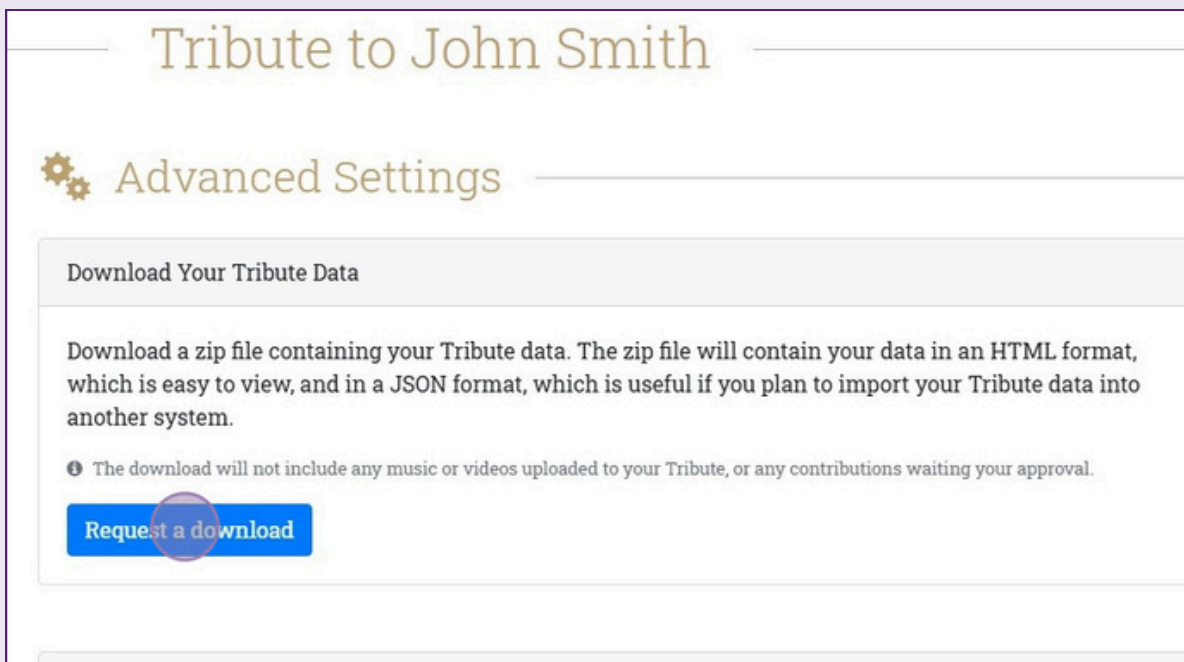 Tribute to John Smith
Advanced Settings
Download Your Tribute Data
Download a zip file containing your Tribute data. The zip file will contain your data in an HTML format,
which is easy to view, and in a JSON format, which is useful if you plan to import your Tribute data into
another system.
The download will not include any music or videos uploaded to your Tribute, or any contributions waiting your approval.
Request a download